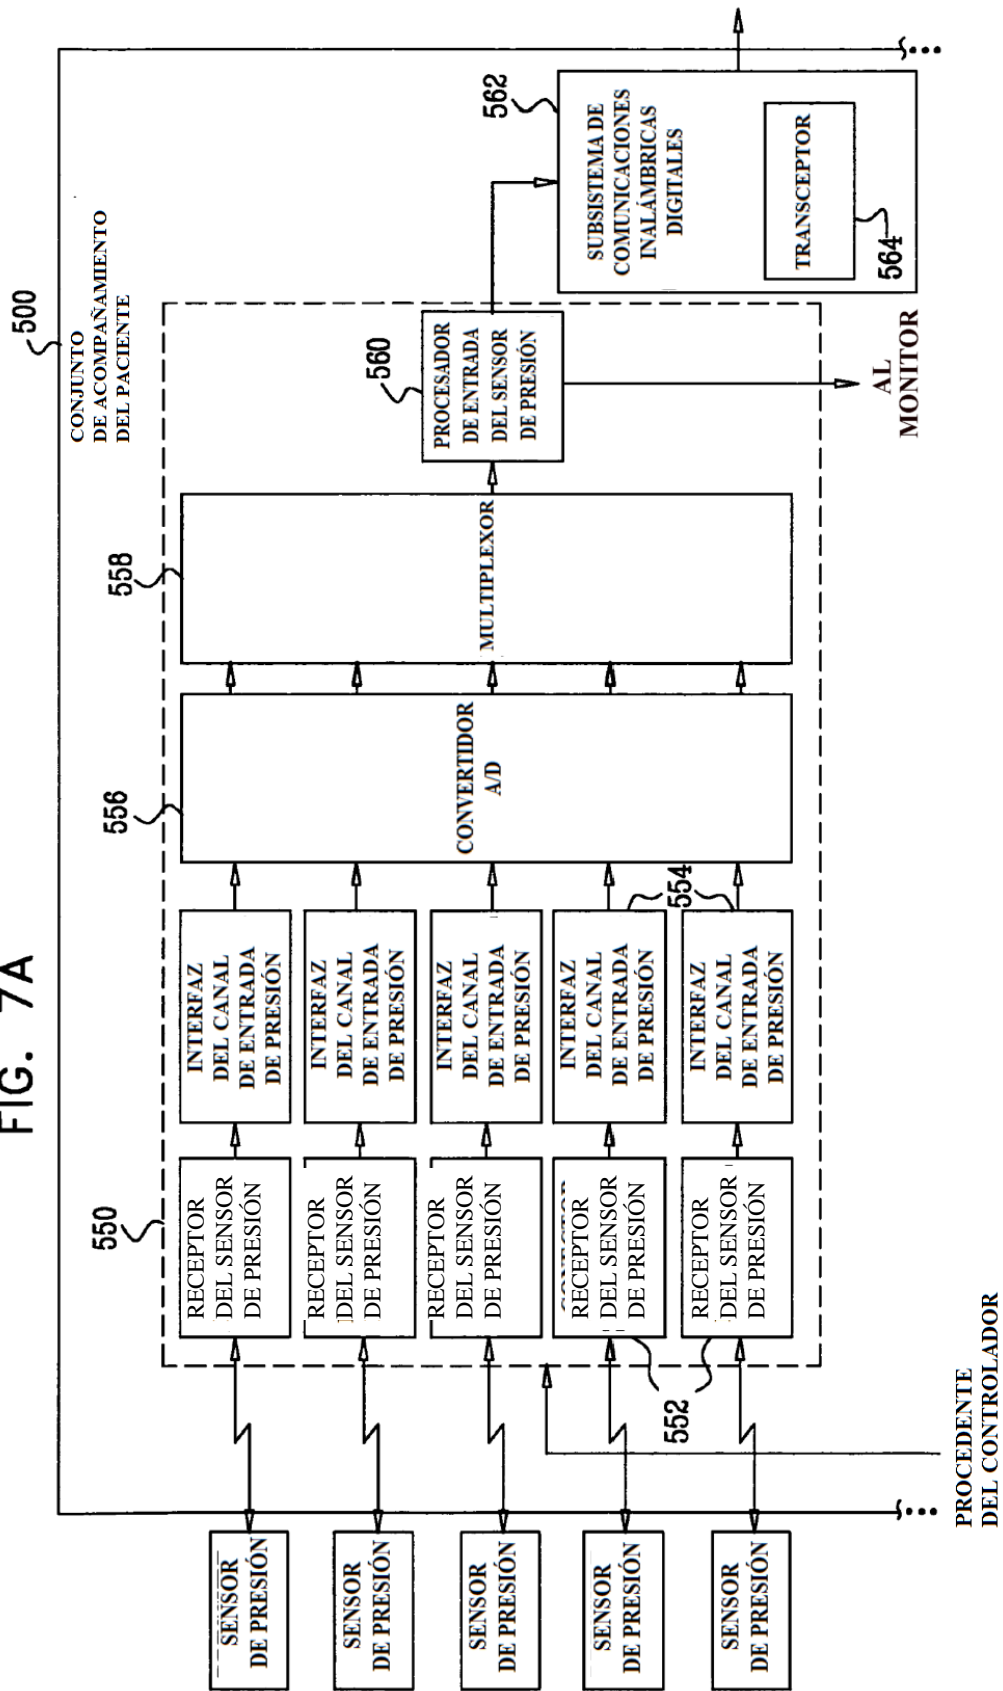 FIG. 7A
500
CONJUNTO
DE ACOMPAÑAMIENTO
DEL PACIENTE
550
SENSOR
DE PRESIÓN
RECEPTOR
DEL SENSOR
DE PRESIÓN
INTERFAZ
DEL CANAL
DE ENTRADA
DE PRESIÓN
SENSOR
DE PRESIÓN
RECEPTOR
DEL SENSOR
DE PRESIÓN
INTERFAZ
DEL CANAL
DE ENTRADA
DE PRESIÓN
SENSOR
DE PRESIÓN
RECEPTOR
DEL SENSOR
DE PRESIÓN
INTERFAZ
DEL CANAL
DE ENTRADA
DE PRESIÓN
SENSOR
DE PRESIÓN
RECEPTOR
DEL SENSOR
DE PRESIÓN
INTERFAZ
DEL CANAL
DE ENTRADA
DE PRESIÓN
SENSOR
DE PRESIÓN
RECEPTOR
DEL SENSOR
DE PRESIÓN
INTERFAZ
DEL CANAL
DE ENTRADA
DE PRESIÓN
552
554
556
CONVERTIDOR
A/D
558
MULTIPLEXOR
560
PROCESADOR
DE ENTRADA
DEL SENSOR
DE PRESIÓN
562
SUBSISTEMA DE
COMUNICACIONES
INALÁMBRICAS
DIGITALES
TRANSCEPTOR
564
AL
MONITOR
PROCEDENTE
DEL CONTROLADOR